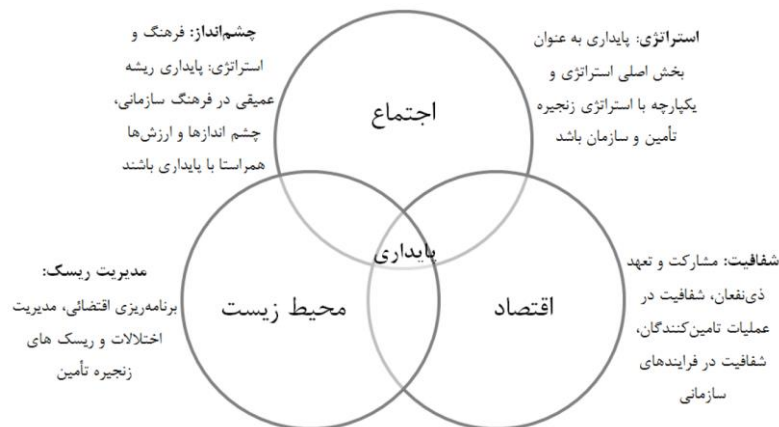 استراتژی: پایداری به عنوان
بخش اصلی استراتژی و
یکپارچه با استراتژی زنجیره
تأمین و سازمان باشد
چشم‌انداز: فرهنگ و
استراتژی: پایداری ریشه
عمیقی در فرهنگ سازمانی،
چشم اندازها و ارزش‌ها
همراستا با پایداری باشند
اجتماع
پایداری
اقتصاد
محیط زیست
شفافیت: مشارکت و تعهد
ذی‌نفعان، شفافیت در
عملیات تامین‌کنندگان،
شفافیت در فرایندهای
سازمانی
مدیریت ریسک:
برنامه‌ریزی اقتضائی، مدیریت
اختلالات و ریسک های
زنجیره تأمین